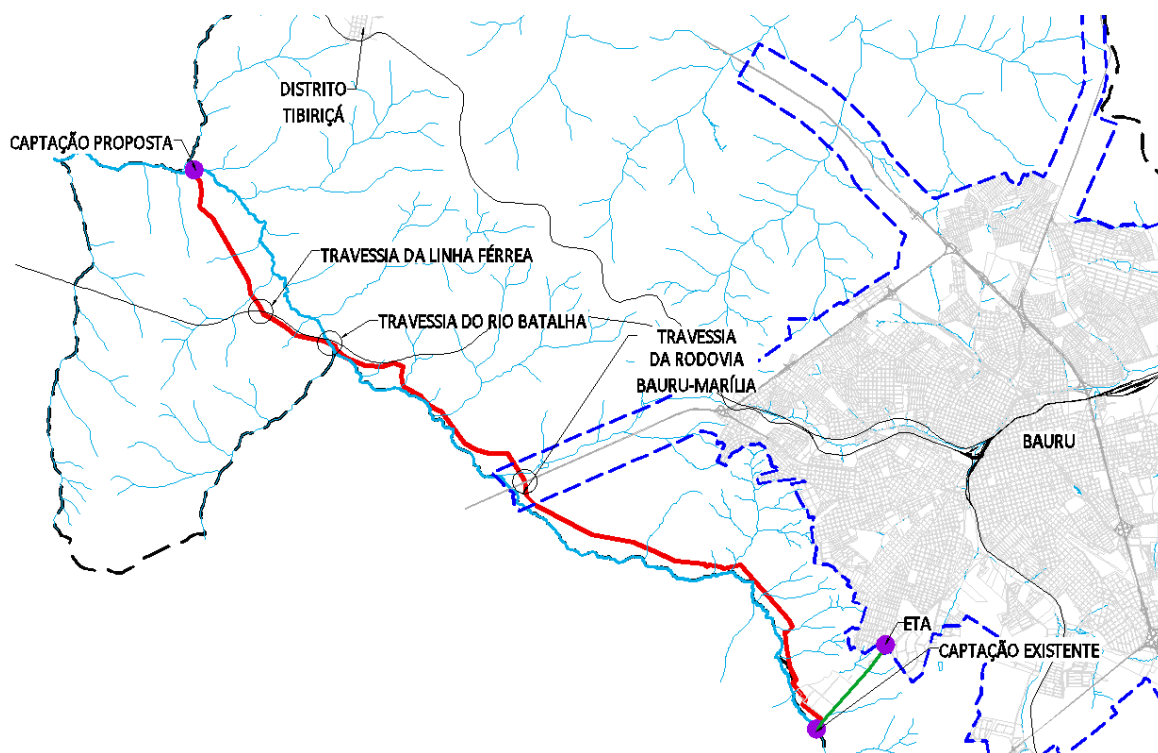 DISTRITO
TIBIRIÇÁ
CAPTAÇÃO PROPOSTA
TRAVESSIA DA LINHA FÉRREA
TRAVESSIA DO RIO BATALHA
TRAVESSIA
DA RODOVIA
BAURU-MARÍLIA
BAURU
ETA
CAPTAÇÃO EXISTENTE